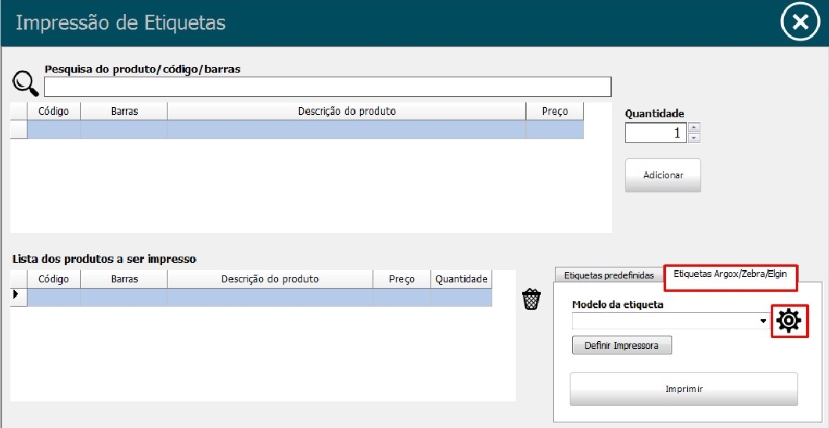 Impressão de Etiquetas
Pesquisa do produto/código/barras
Código Barras Descrição do produto Preço
Quantidade
1
Adicionar
Lista dos produtos a ser impresso
Código Barras Descrição do produto Preço Quantidade
Etiquetas predefinidas Etiquetas Argox/Zebra/Elgin
Modelo da etiqueta
Definir Impressora
Imprimir